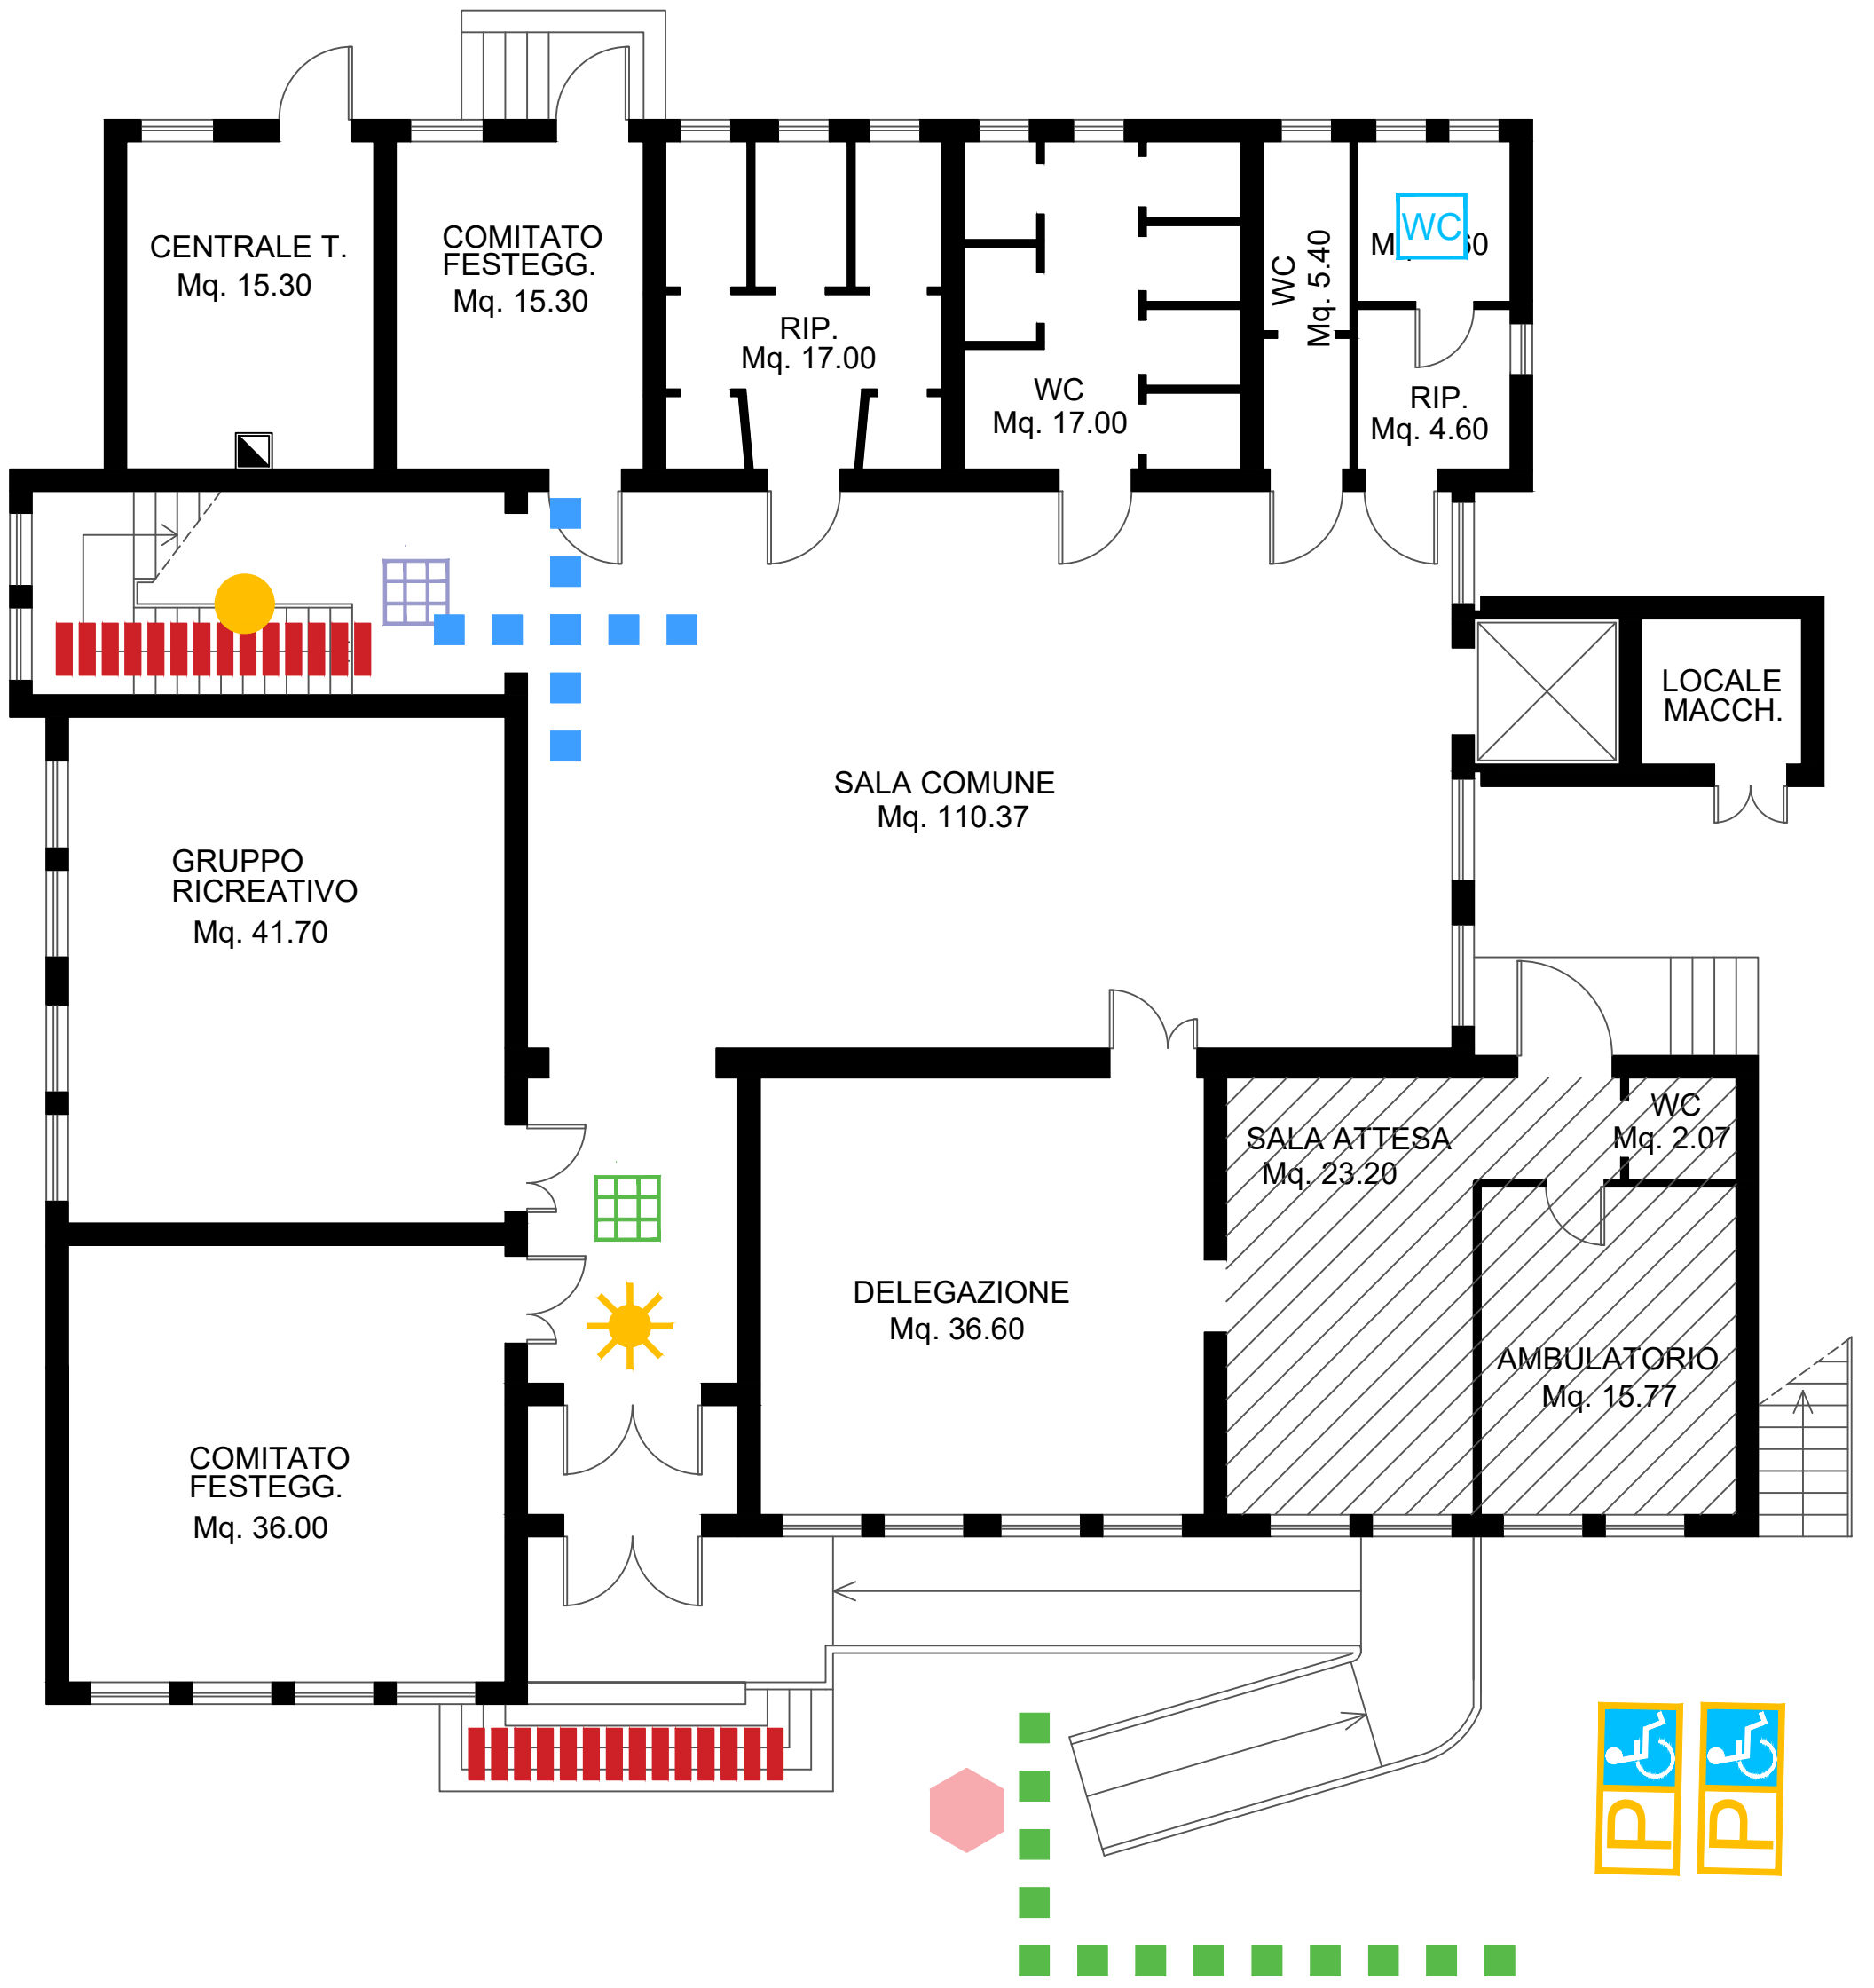 CENTRALE T.
Mq. 15.30
COMITATO
FESTEGG.
Mq. 15.30
RIP.
Mq. 17.00
WC
Mq. 17.00
WC
Mq. 5.40
WC
RIP.
Mq. 4.60
LOCALE
MACCH.
SALA COMUNE
Mq. 110.37
GRUPPO
RICREATIVO
Mq. 41.70
SALA ATTESA
Mq. 23.20
WC
Mq. 2.07
DELEGAZIONE
Mq. 36.60
AMBULATORIO
Mq. 15.77
COMITATO
FESTEGG.
Mq. 36.00
P
P